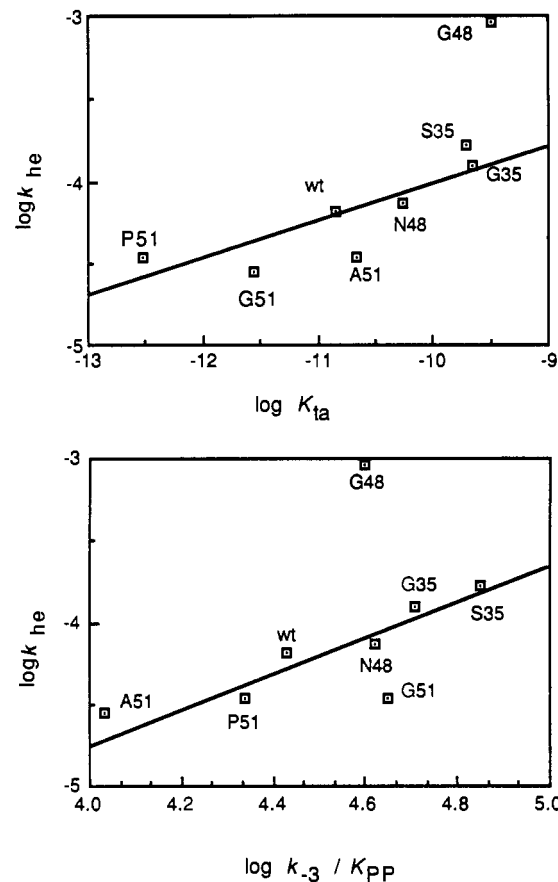 -3
G48
S35
log k he
wt
G35
-4
N48
P51
A51
G51
-5
-13 -12 -11 -10 -9
log Kta
-3
G48
G35
log k he
S35
wt
-4
N48
A51
G51
P51
-5
4.0 4.2 4.4 4.6 4.8 5.0
log k-3 / KPP